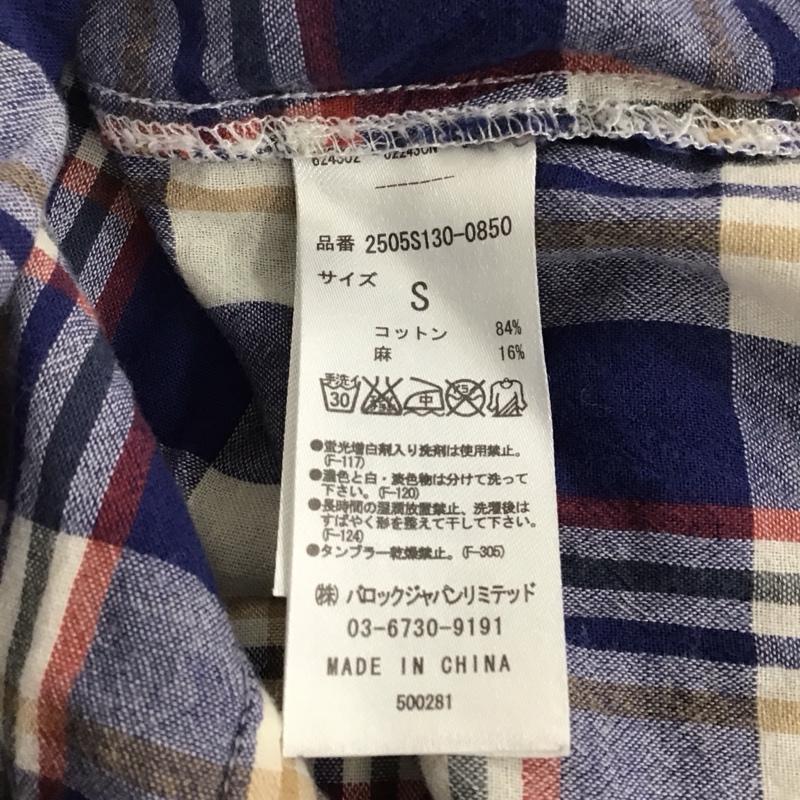 品番 2505S130-0850
サイズ
S
コットン 84%
麻 16%
手洗イ
30 中
●蛍光増白剤入り洗剤は使用禁止。
(F-117)
●濃色と白・淡色物は分けて洗って
下さい。(F-120)
●長時間の湿潤放置禁止、洗濯後は
すばやく形を整えて干して下さい。
(F-124)
●タンブラー乾燥禁止。(F-305)
㈱バロックジャパンリミテッド
03-6730-9191
MADE IN CHINA
500281